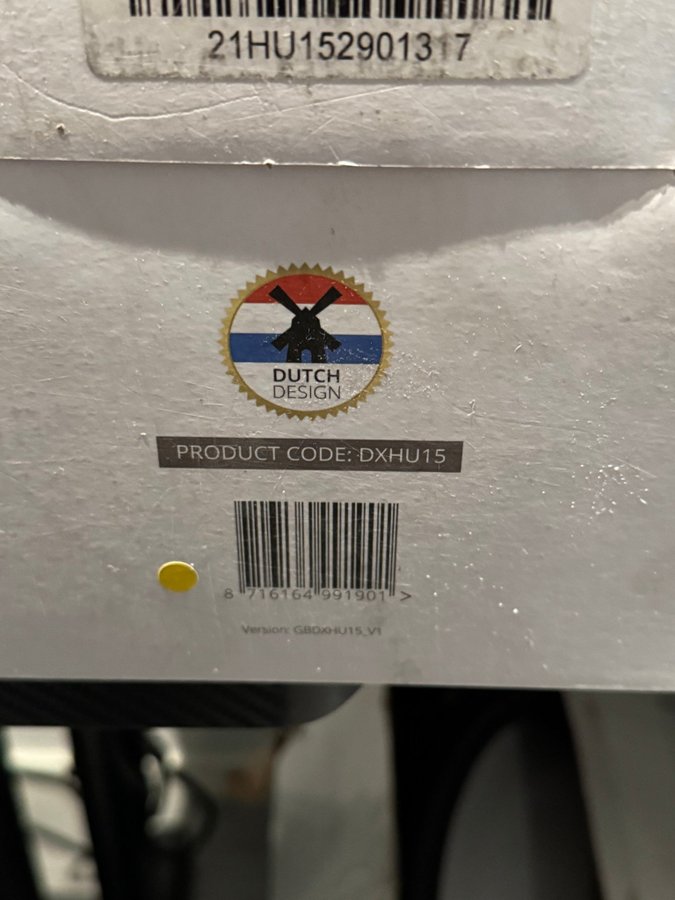 21HU152901317
DUTCH
DESIGN
PRODUCT CODE: DXHU15
8 716164 991901 >
Version: GBDXHU15_V1